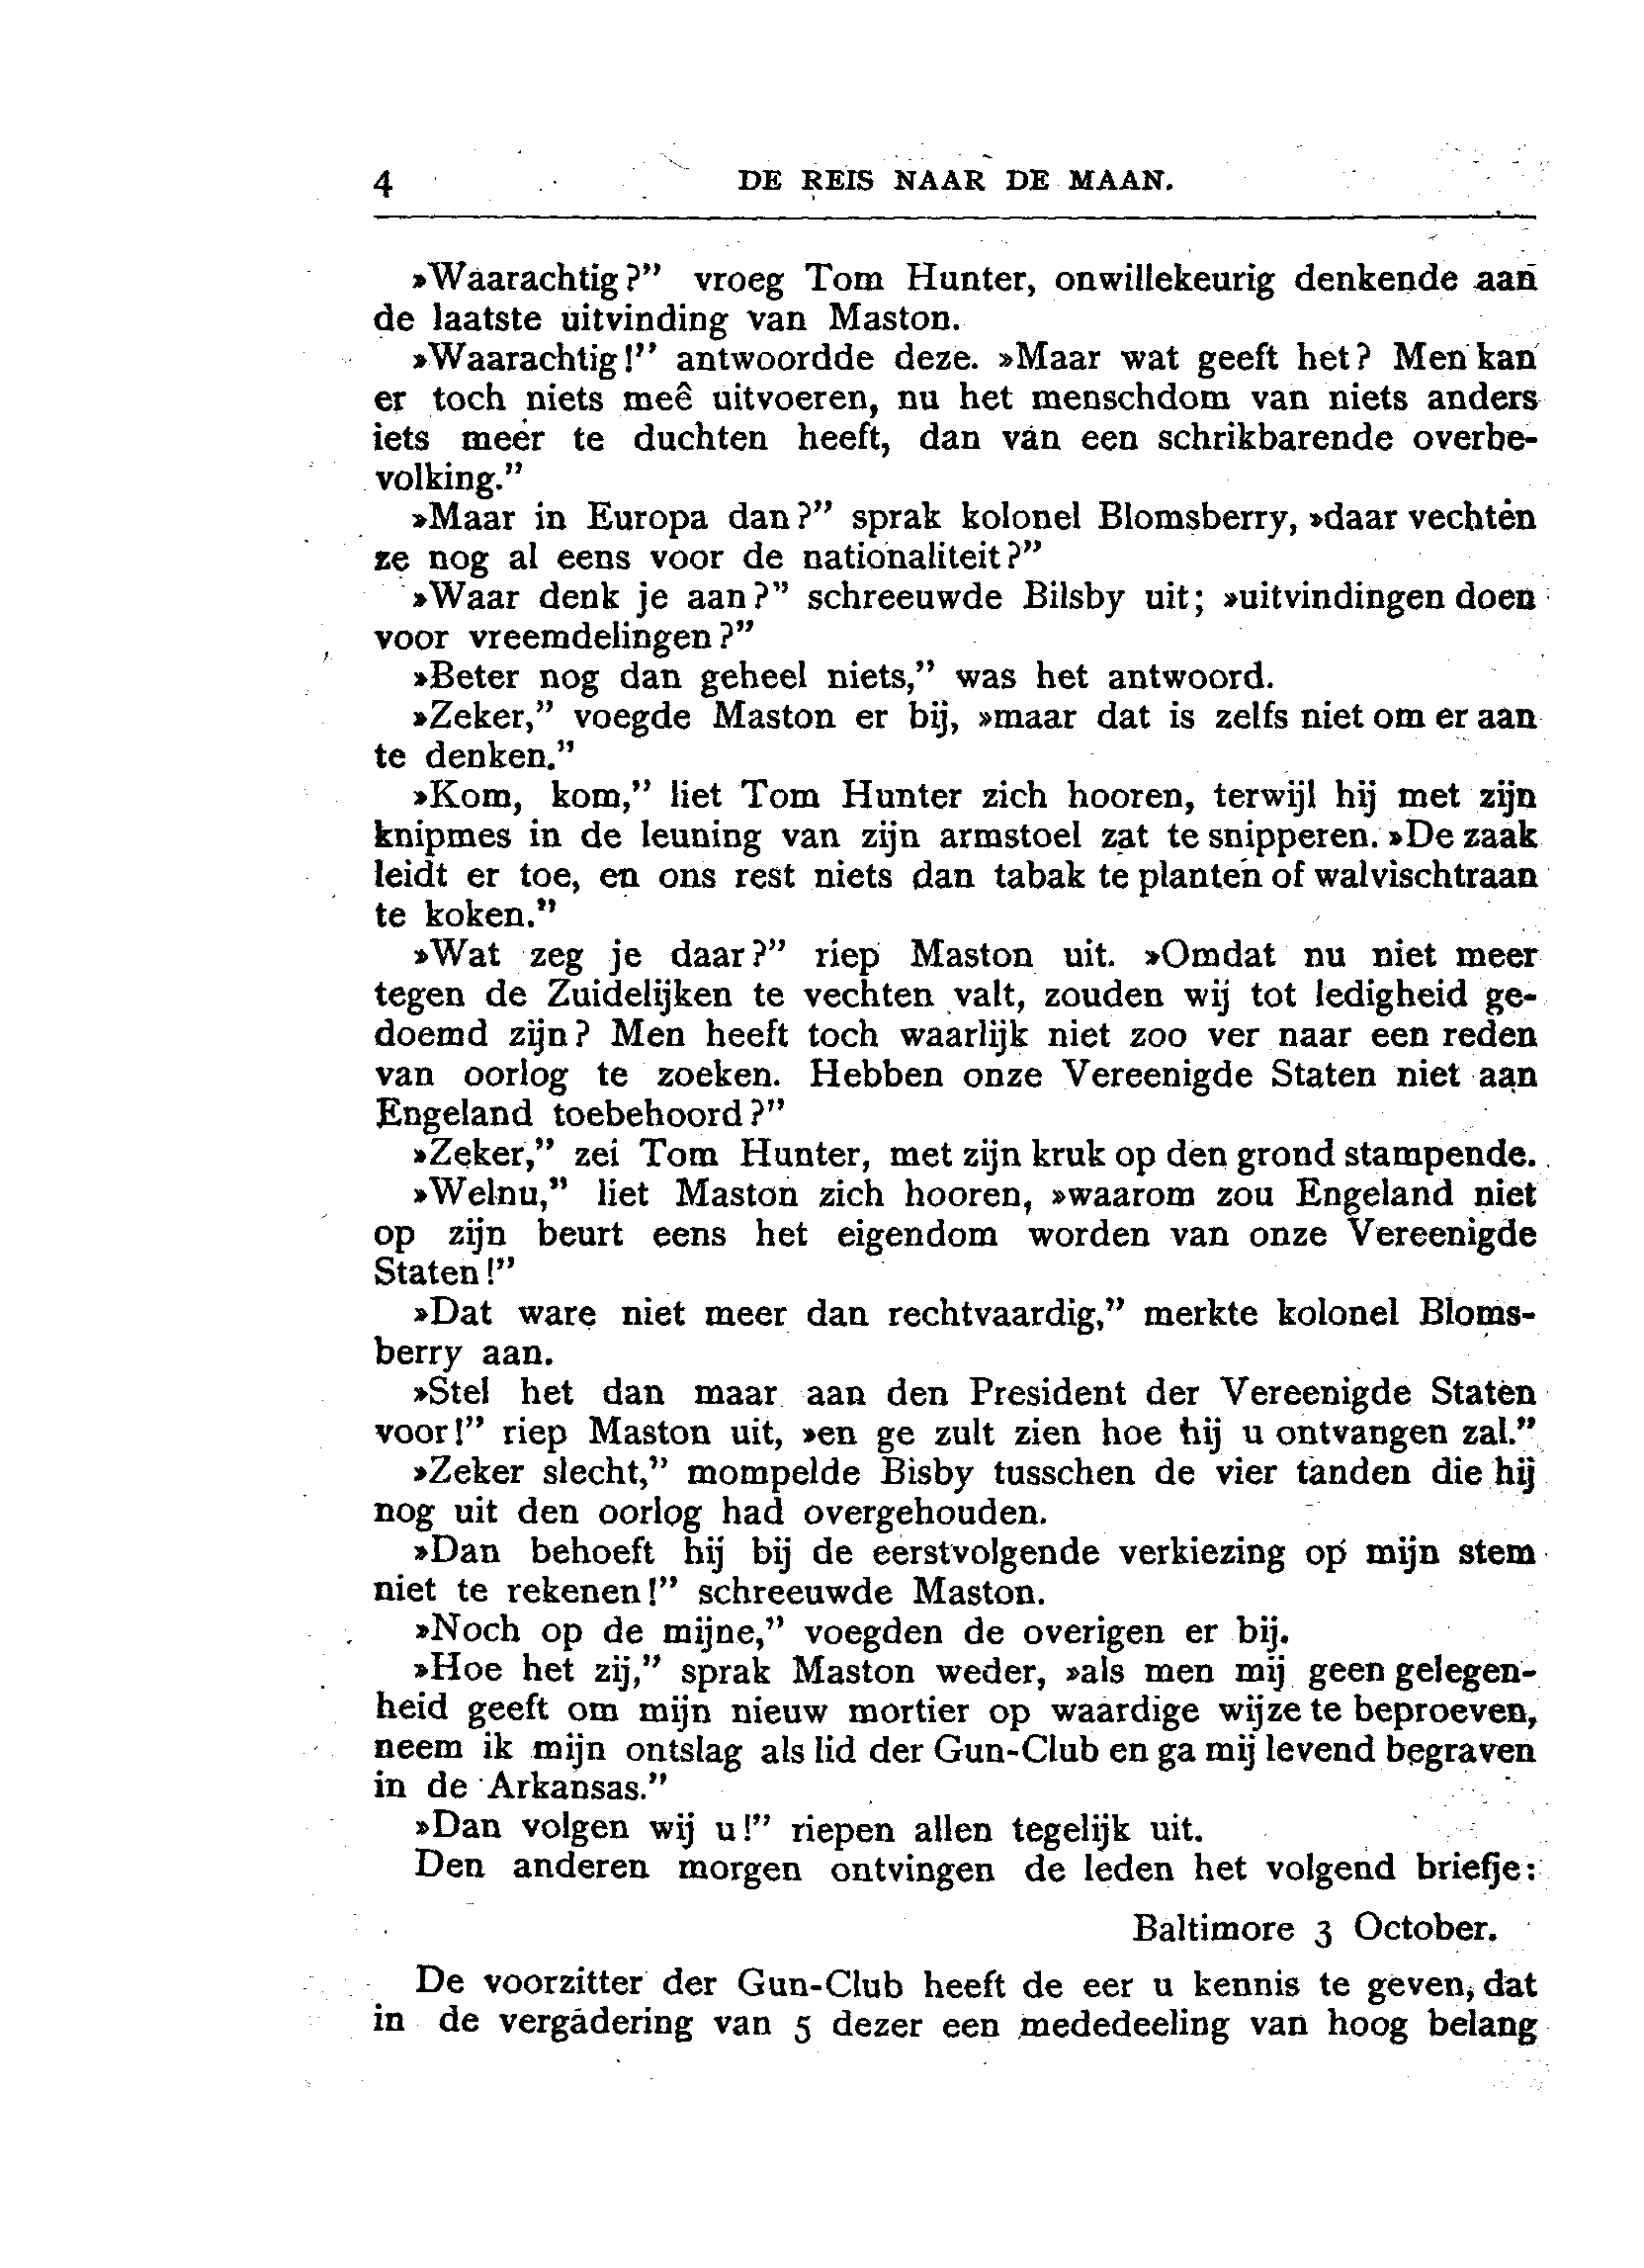 4 DE REIS NAAR DE MAAN.
»Waarachtig?” vroeg Tom Hunter, onwillekeurig denkende aan
de laatste uitvinding van Maston.
»Waarachtig!” antwoordde deze. »Maar wat geeft het? Men kan
er toch niets meê uitvoeren, nu het menschdom van niets anders
iets meer te duchten heeft, dan van een schrikbarende overbe-
volking.”
»Maar in Europa dan?” sprak kolonel Blomsberry, »daar vechten
ze nog al eens voor de nationaliteit?”
»Waar denk je aan?” schreeuwde Bilsby uit; »uitvindingen doen
voor vreemdelingen?”
»Beter nog dan geheel niets,” was het antwoord.
»Zeker,” voegde Maston er bij, »maar dat is zelfs niet om er aan
te denken.”
»Kom, kom,” liet Tom Hunter zich hooren, terwijl hij met zijn
knipmes in de leuning van zijn armstoel zat te snipperen. »De zaak
leidt er toe, en ons rest niets dan tabak te planten of walvischtraan
te koken.”
»Wat zeg je daar?” riep Maston uit. »Omdat nu niet meer
tegen de Zuidelijken te vechten valt, zouden wij tot ledigheid ge-
doemd zijn? Men heeft toch waarlijk niet zoo ver naar een reden
van oorlog te zoeken. Hebben onze Vereenigde Staten niet aan
Engeland toebehoord?”
»Zeker,” zei Tom Hunter, met zijn kruk op den grond stampende.
»Welnu,” liet Maston zich hooren, »waarom zou Engeland niet
op zijn beurt eens het eigendom worden van onze Vereenigde
Staten!”
»Dat ware niet meer dan rechtvaardig,” merkte kolonel Bloms-
berry aan.
»Stel het dan maar aan den President der Vereenigde Staten
voor!” riep Maston uit, »en ge zult zien hoe hij u ontvangen zal.”
»Zeker slecht,” mompelde Bisby tusschen de vier tanden die hij
nog uit den oorlog had overgehouden.
»Dan behoeft hij bij de eerstvolgende verkiezing op mijn stem
niet te rekenen!” schreeuwde Maston.
»Noch op de mijne,” voegden de overigen er bij.
»Hoe het zij,” sprak Maston weder, »als men mij geen gelegen-
heid geeft om mijn nieuw mortier op waardige wijze te beproeven,
neem ik mijn ontslag als lid der Gun-Club en ga mij levend begraven
in de Arkansas.”
»Dan volgen wij u!” riepen allen tegelijk uit.
Den anderen morgen ontvingen de leden het volgend briefje:
Baltimore 3 October.
De voorzitter der Gun-Club heeft de eer u kennis te geven, dat
in de vergadering van 5 dezer een mededeeling van hoog belang